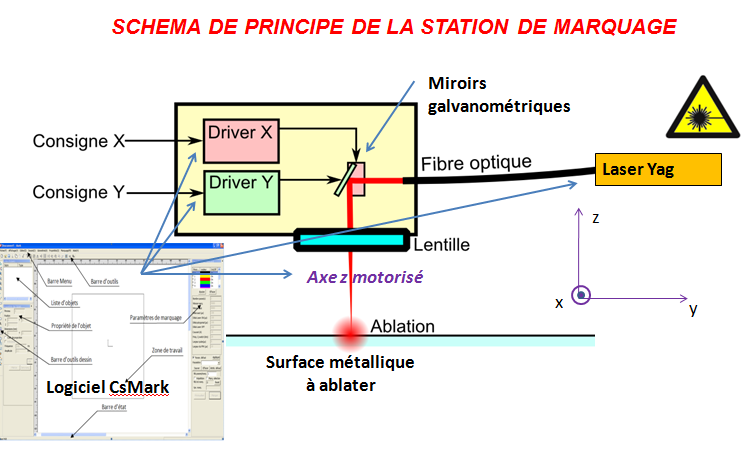 SCHEMA DE PRINCIPE DE LA STATION DE MARQUAGE
Miroirs
galvanométriques
Consigne X
Driver X
Consigne Y
Driver Y
Fibre optique
Laser Yag
Lentille
Axe z motorisé
z
x
y
Ablation
Surface métallique
à ablater
Barre Menu
Barre d'outils
Liste d'objets
Propriété de l'objet
Paramètres de marquage
Barre d'outils dessin
Zone de travail
Logiciel CsMark
Barre d'état